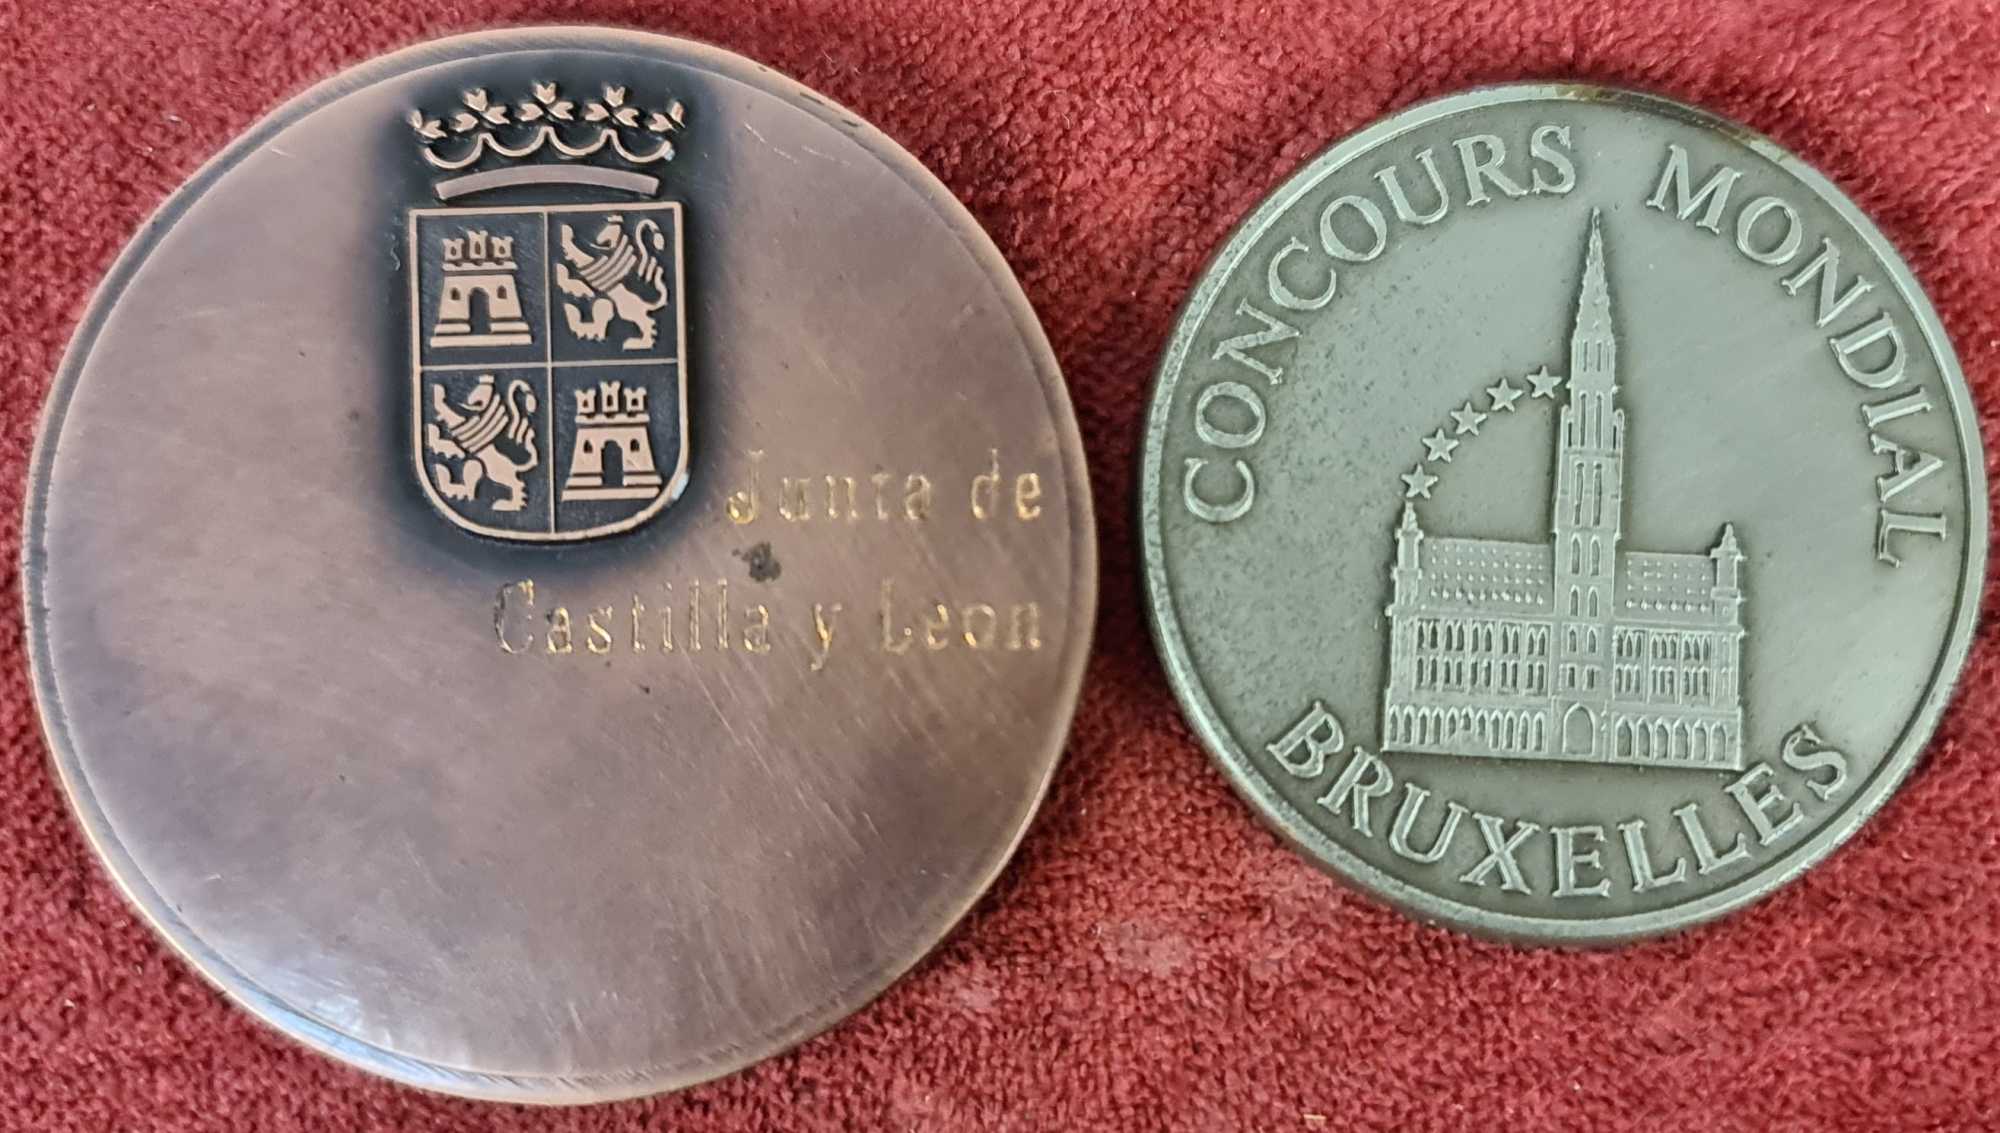 Junta de
Castilla y Leon
CONCOURS MONDIAL
BRUXELLES